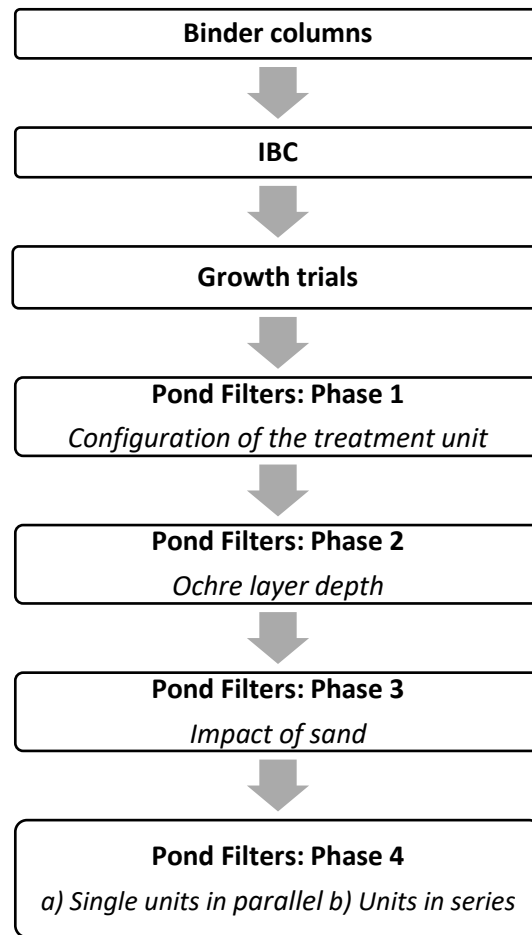 Binder columns
IBC
Growth trials
Pond Filters: Phase 1
Configuration of the treatment unit
Pond Filters: Phase 2
Ochre layer depth
Pond Filters: Phase 3
Impact of sand
Pond Filters: Phase 4
a) Single units in parallel b) Units in series